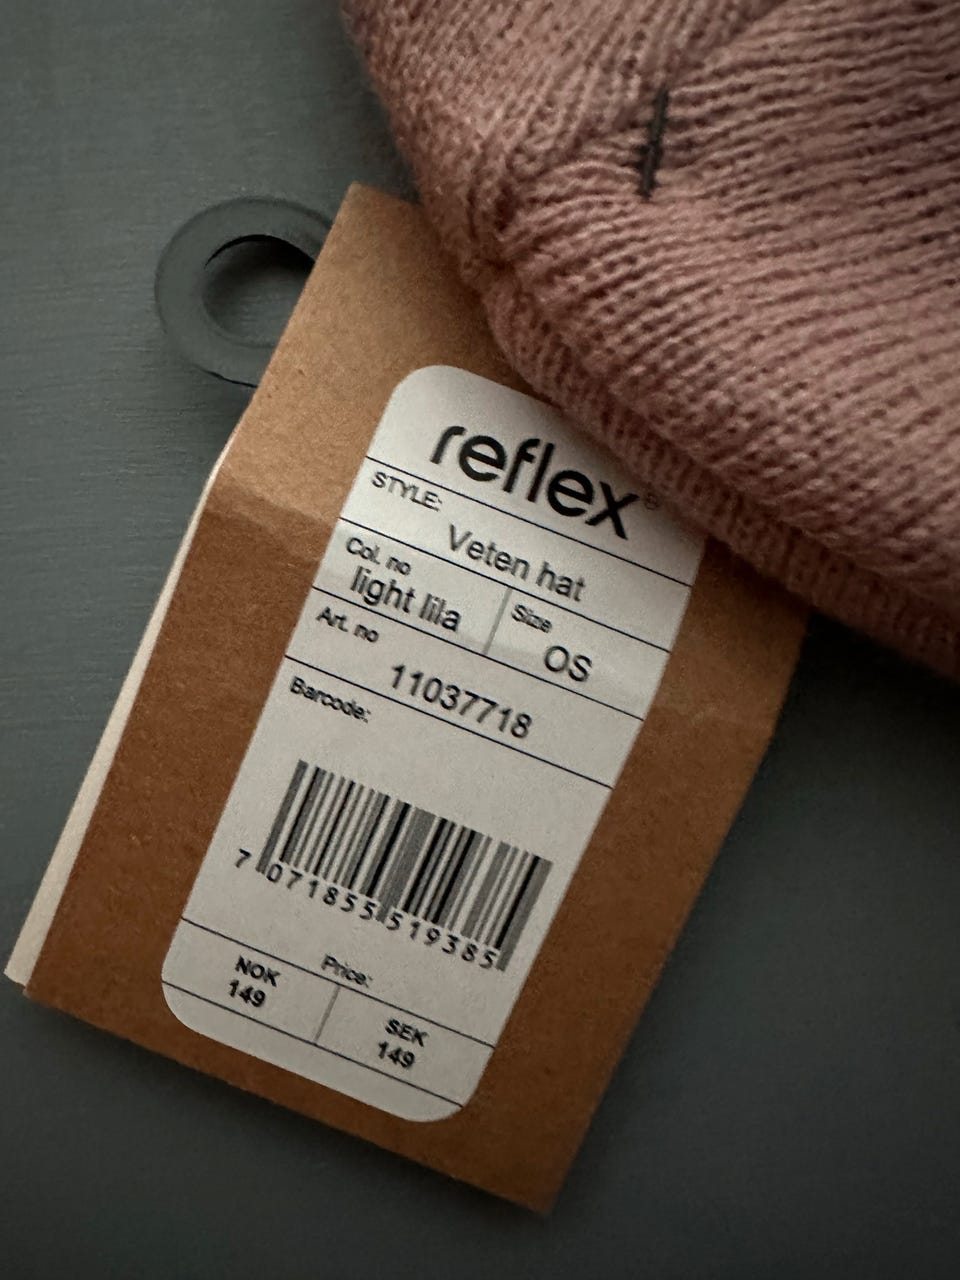 reflex®
STYLE:
Veten hat
Col. no
light lila
Size
OS
Art. no
11037718
Barcode:
7 071855 519385
Price:
NOK
149
SEK
149